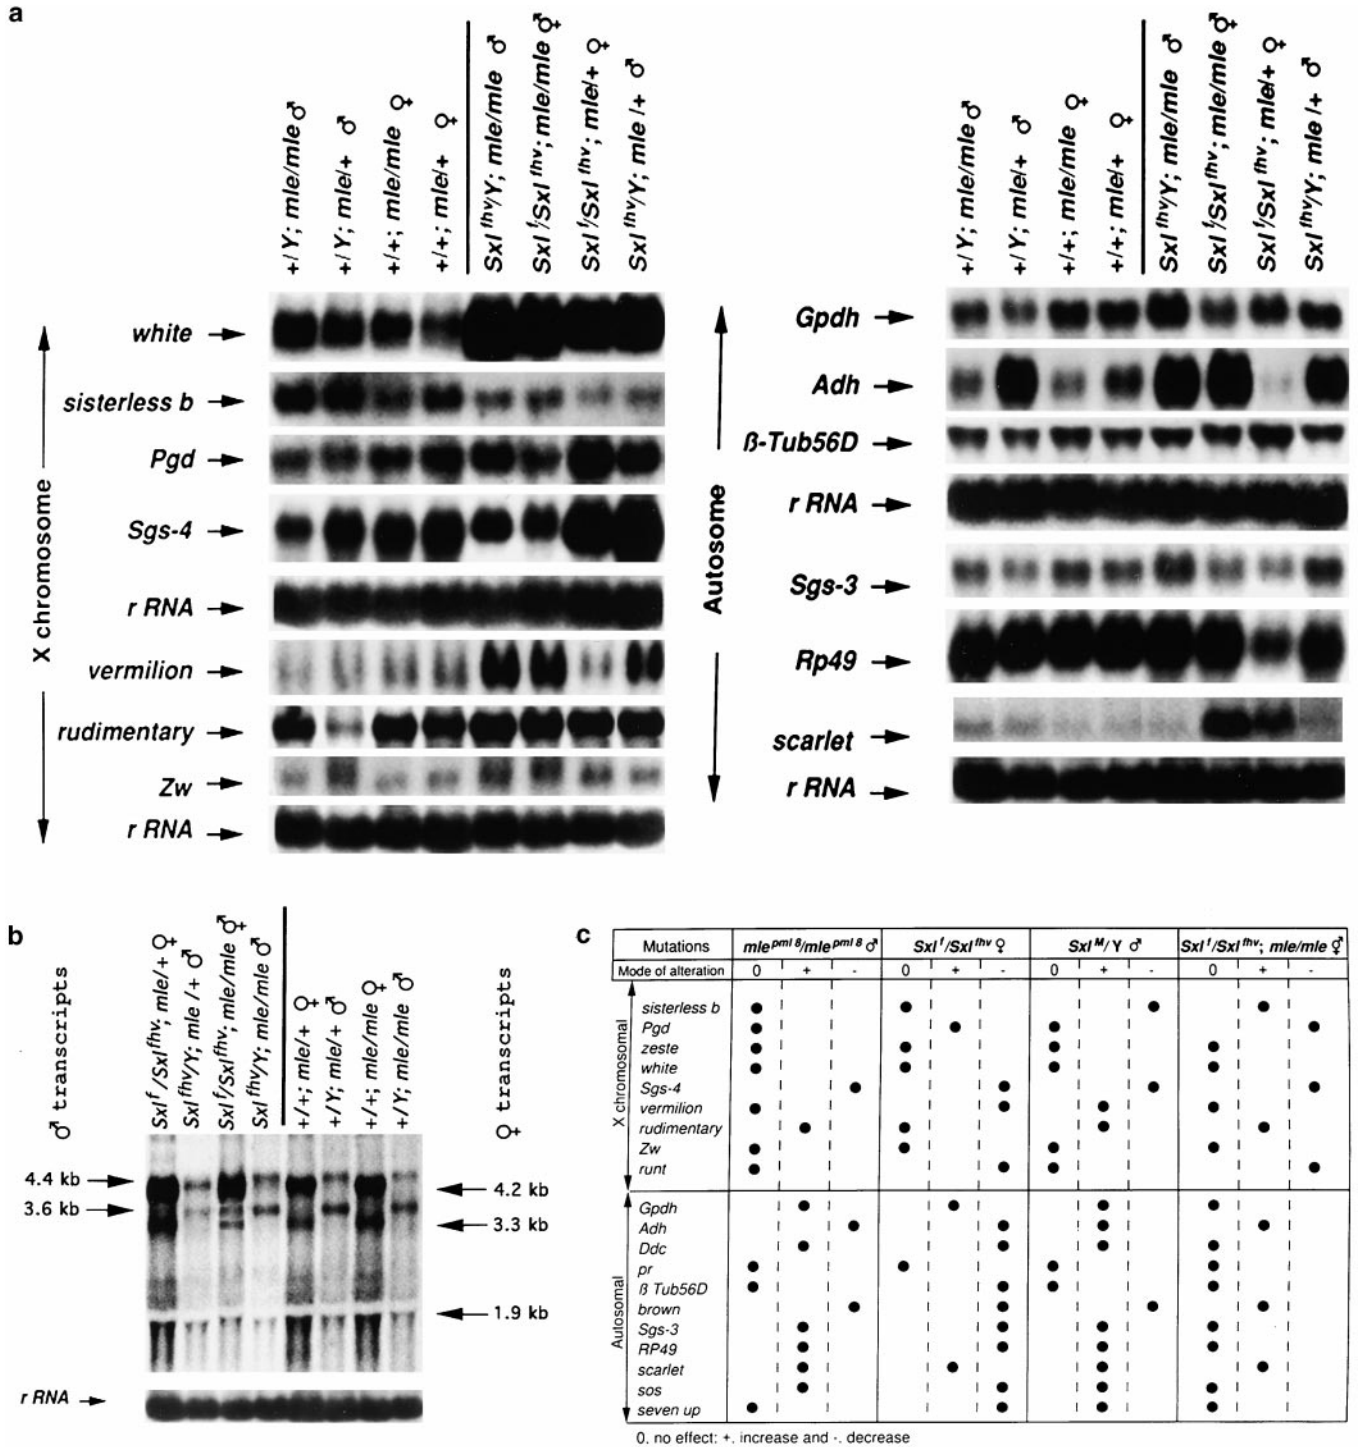 a
+/Y; mle/mle ♂
+/Y; mle/+ ♂
+/+; mle/mle ♀
+/+; mle/+ ♀
Sxl fhv/Y; mle/mle ♂
Sxl f/Sxl fhv; mle/mle ⚥
Sxl f/Sxl fhv; mle/+ ♀
Sxl fhv/Y; mle/+ ♂
X chromosome
white
sisterless b
Pgd
Sgs-4
r RNA
vermilion
rudimentary
Zw
r RNA
+/Y; mle/mle ♂
+/Y; mle/+ ♂
+/+; mle/mle ♀
+/+; mle/+ ♀
Sxl fhv/Y; mle/mle ♂
Sxl f/Sxl fhv; mle/mle ⚥
Sxl f/Sxl fhv; mle/+ ♀
Sxl fhv/Y; mle/+ ♂
Autosome
Gpdh
Adh
ß-Tub56D
r RNA
Sgs-3
Rp49
scarlet
r RNA
b
♂ transcripts
Sxl f/Sxl fhv; mle/+ ♀
Sxl fhv/Y; mle/+ ♂
Sxl f/Sxl fhv; mle/mle ⚥
Sxl fhv/Y; mle/mle ♂
+/+; mle/+ ♀
+/Y; mle/+ ♂
+/+; mle/mle ♀
+/Y; mle/mle ♂
♀ transcripts
4.4 kb
3.6 kb
4.2 kb
3.3 kb
1.9 kb
r RNA
c
Mutations mle pml 8/mle pml 8 ♂ Sxl f/Sxl fhv ♀ Sxl M/Y ♂ Sxl f/Sxl fhv; mle/mle ⚥
Mode of alteration 0 + - 0 + - 0 + - 0 + -
X chromosomal
sisterless b
Pgd
zeste
white
Sgs-4
vermilion
rudimentary
Zw
runt
Autosomal
Gpdh
Adh
Ddc
pr
ß Tub56D
brown
Sgs-3
RP49
scarlet
sos
seven up
0. no effect: +. increase and -. decrease